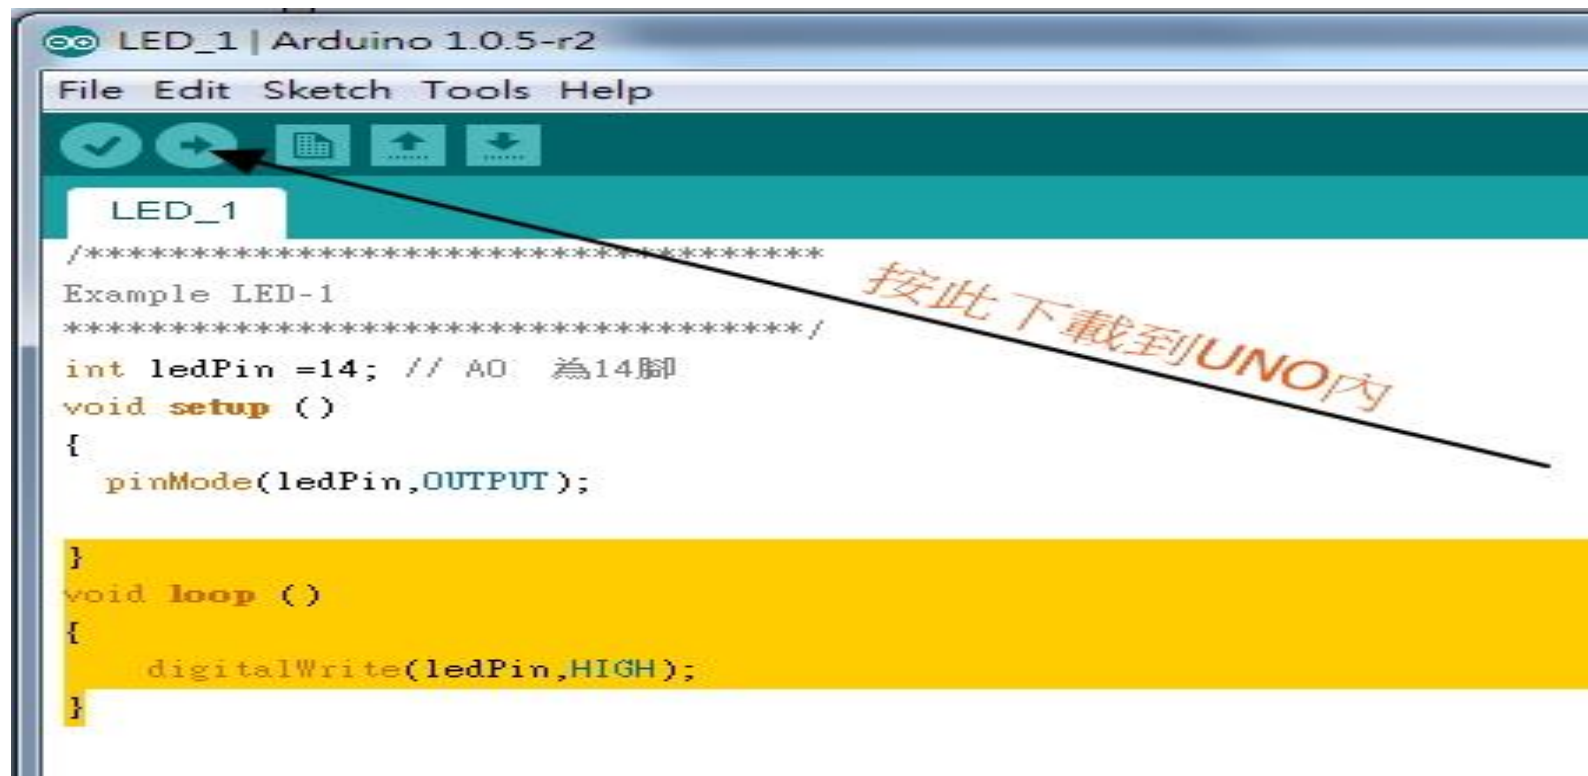 LED_1 | Arduino 1.0.5-r2
File Edit Sketch Tools Help
LED_1
/***********************************
Example LED-1
***********************************/
按此下載到UNO內
int ledPin =14; // A0 為14腳
void setup ()
{
pinMode(ledPin,OUTPUT);
}
void loop ()
{
digitalWrite(ledPin,HIGH);
}